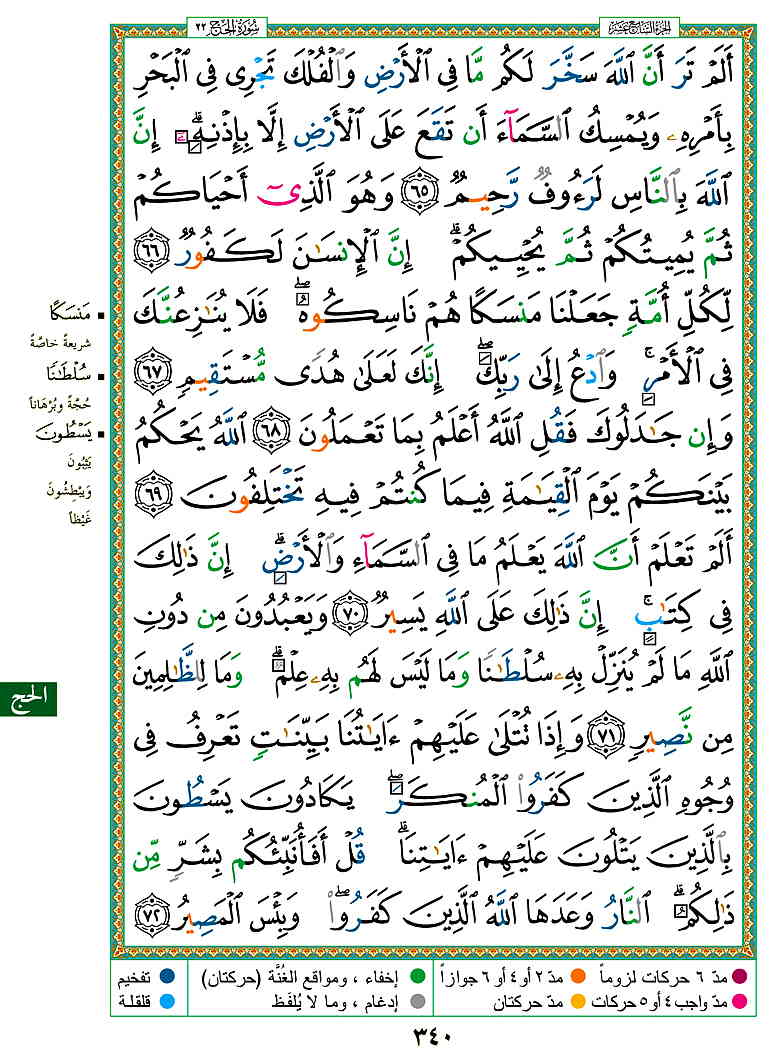 سُورَةُ الحَجّ ٢٢
الجزء السابع عشر
أَلَمۡ تَرَ أَنَّ ٱللَّهَ سَخَّرَ لَكُم مَّا فِي ٱلۡأَرۡضِ وَٱلۡفُلۡكَ تَجۡرِي فِي ٱلۡبَحۡرِ
بِأَمۡرِهِۦ وَيُمۡسِكُ ٱلسَّمَآءَ أَن تَقَعَ عَلَى ٱلۡأَرۡضِ إِلَّا بِإِذۡنِهِۦٓۗ إِنَّ
ٱللَّهَ بِٱلنَّاسِ لَرَءُوفٞ رَّحِيمٞ ٦٥ وَهُوَ ٱلَّذِيٓ أَحۡيَاكُمۡ
ثُمَّ يُمِيتُكُمۡ ثُمَّ يُحۡيِيكُمۡۗ إِنَّ ٱلۡإِنسَٰنَ لَكَفُورٞ ٦٦
لِّكُلِّ أُمَّةٖ جَعَلۡنَا مَنسَكًا هُمۡ نَاسِكُوهُۖ فَلَا يُنَٰزِعُنَّكَ
فِي ٱلۡأَمۡرِۚ وَٱدۡعُ إِلَىٰ رَبِّكَۖ إِنَّكَ لَعَلَىٰ هُدٗى مُّسۡتَقِيمٖ ٦٧
وَإِن جَٰدَلُوكَ فَقُلِ ٱللَّهُ أَعۡلَمُ بِمَا تَعۡمَلُونَ ٦٨ ٱللَّهُ يَحۡكُمُ
بَيۡنَكُمۡ يَوۡمَ ٱلۡقِيَٰمَةِ فِيمَا كُنتُمۡ فِيهِ تَخۡتَلِفُونَ ٦٩
أَلَمۡ تَعۡلَمۡ أَنَّ ٱللَّهَ يَعۡلَمُ مَا فِي ٱلسَّمَآءِ وَٱلۡأَرۡضِۚ إِنَّ ذَٰلِكَ
فِي كِتَٰبٍۚ إِنَّ ذَٰلِكَ عَلَى ٱللَّهِ يَسِيرٞ ٧٠ وَيَعۡبُدُونَ مِن دُونِ
ٱللَّهِ مَا لَمۡ يُنَزِّلۡ بِهِۦ سُلۡطَٰنٗا وَمَا لَيۡسَ لَهُم بِهِۦ عِلۡمٞۗ وَمَا لِلظَّٰلِمِينَ
مِن نَّصِيرٖ ٧١ وَإِذَا تُتۡلَىٰ عَلَيۡهِمۡ ءَايَٰتُنَا بَيِّنَٰتٖ تَعۡرِفُ فِي
وُجُوهِ ٱلَّذِينَ كَفَرُواْ ٱلۡمُنكَرَۖ يَكَادُونَ يَسۡطُونَ
بِٱلَّذِينَ يَتۡلُونَ عَلَيۡهِمۡ ءَايَٰتِنَاۗ قُلۡ أَفَأُنَبِّئُكُم بِشَرّٖ مِّن
ذَٰلِكُمُۚ ٱلنَّارُ وَعَدَهَا ٱللَّهُ ٱلَّذِينَ كَفَرُواْۖ وَبِئۡسَ ٱلۡمَصِيرُ ٧٢
مَنسَكًا
شريعةً خاصّةً
سُلْطَٰنًا
حُجّةً وبُرْهَاناً
يَسْطُونَ
يَثِبُونَ
وَيبْطِشُونَ
غَيْظاً
الحج
مدّ ٦ حركات لزوماً
مدّ ٢ أو ٤ أو ٦ جوازاً
إخفاء ، ومواقع الغُنَّة (حركتان)
تفخيم
مدّ واجب ٤ أو ٥ حركات
مدّ حركتان
إدغام ، وما لا يُلفَظ
قلقلة
٣٤٠